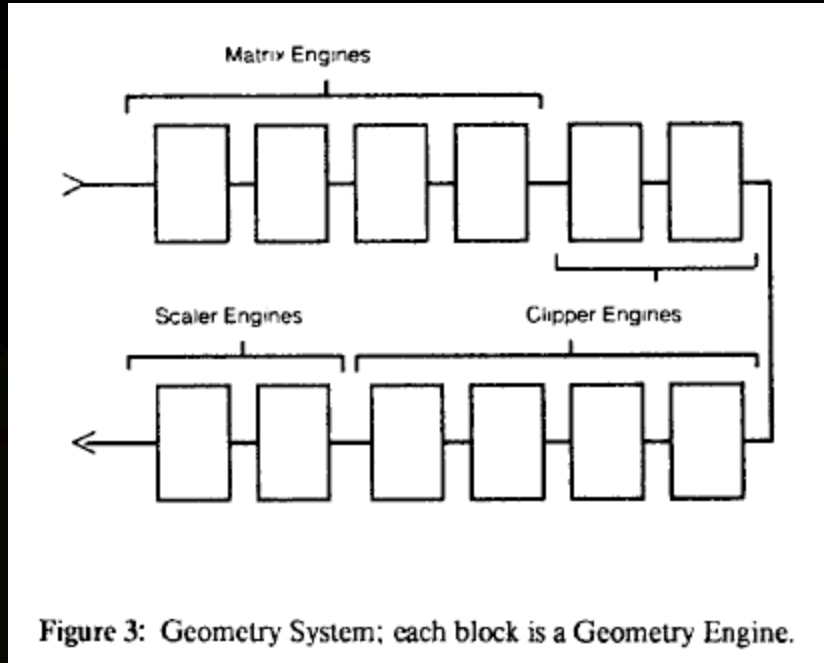 Matrix Engines
Scaler Engines
Clipper Engines
Figure 3: Geometry System; each block is a Geometry Engine.